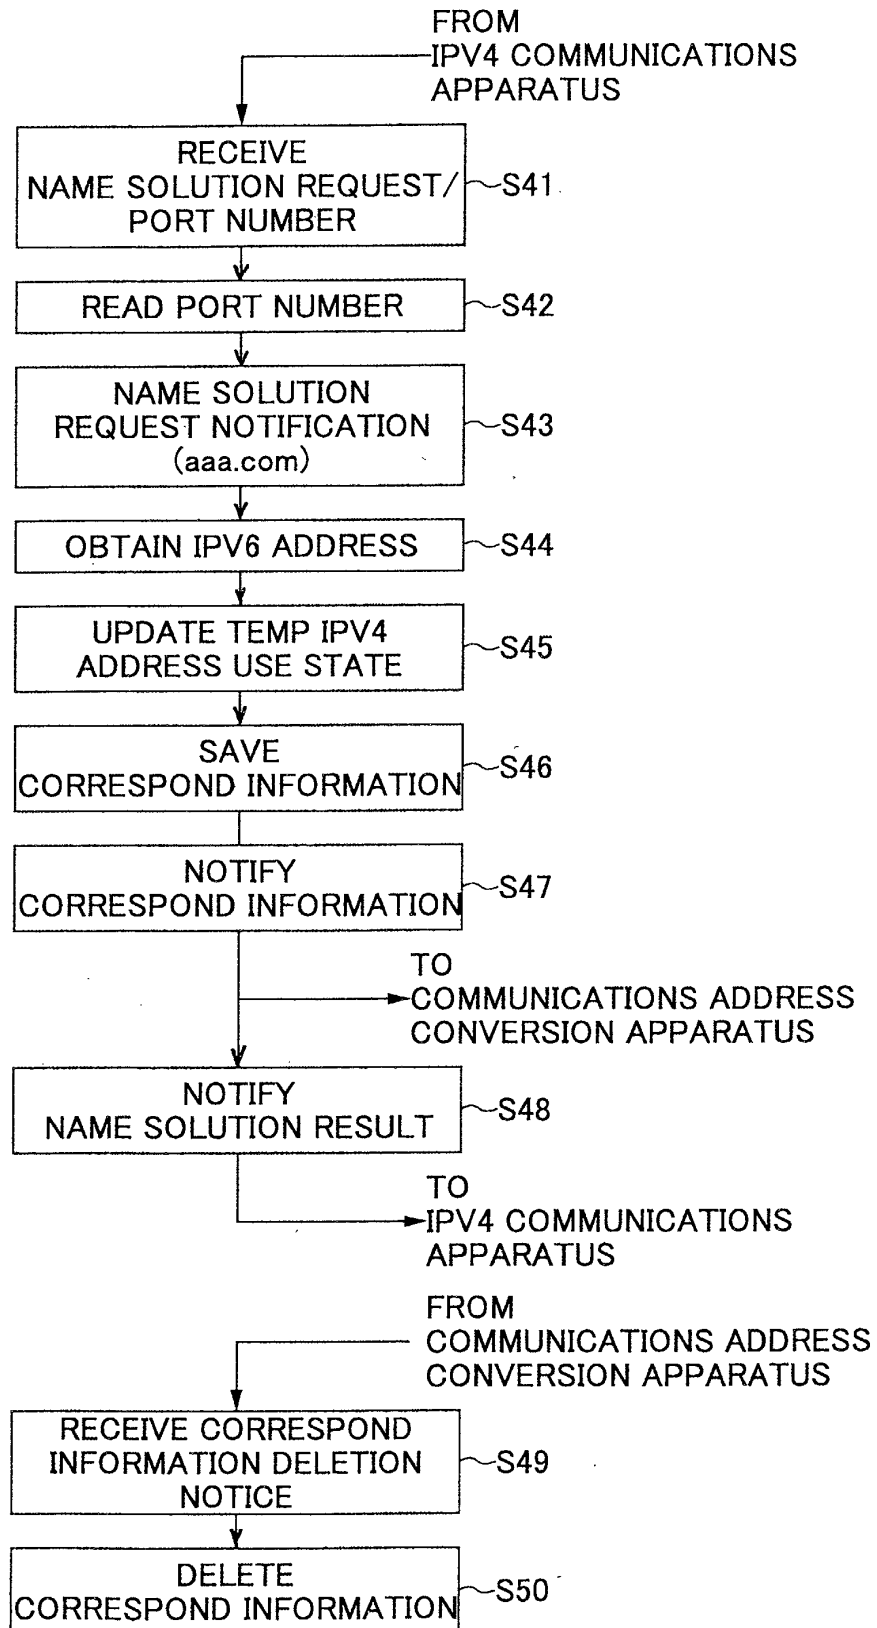 FROM
IPV4 COMMUNICATIONS
APPARATUS
RECEIVE
NAME SOLUTION REQUEST/
PORT NUMBER
S41
READ PORT NUMBER
S42
NAME SOLUTION
REQUEST NOTIFICATION
(aaa.com)
S43
OBTAIN IPV6 ADDRESS
S44
UPDATE TEMP IPV4
ADDRESS USE STATE
S45
SAVE
CORRESPOND INFORMATION
S46
NOTIFY
CORRESPOND INFORMATION
S47
TO
COMMUNICATIONS ADDRESS
CONVERSION APPARATUS
NOTIFY
NAME SOLUTION RESULT
S48
TO
IPV4 COMMUNICATIONS
APPARATUS
FROM
COMMUNICATIONS ADDRESS
CONVERSION APPARATUS
RECEIVE CORRESPOND
INFORMATION DELETION
NOTICE
S49
DELETE
CORRESPOND INFORMATION
S50